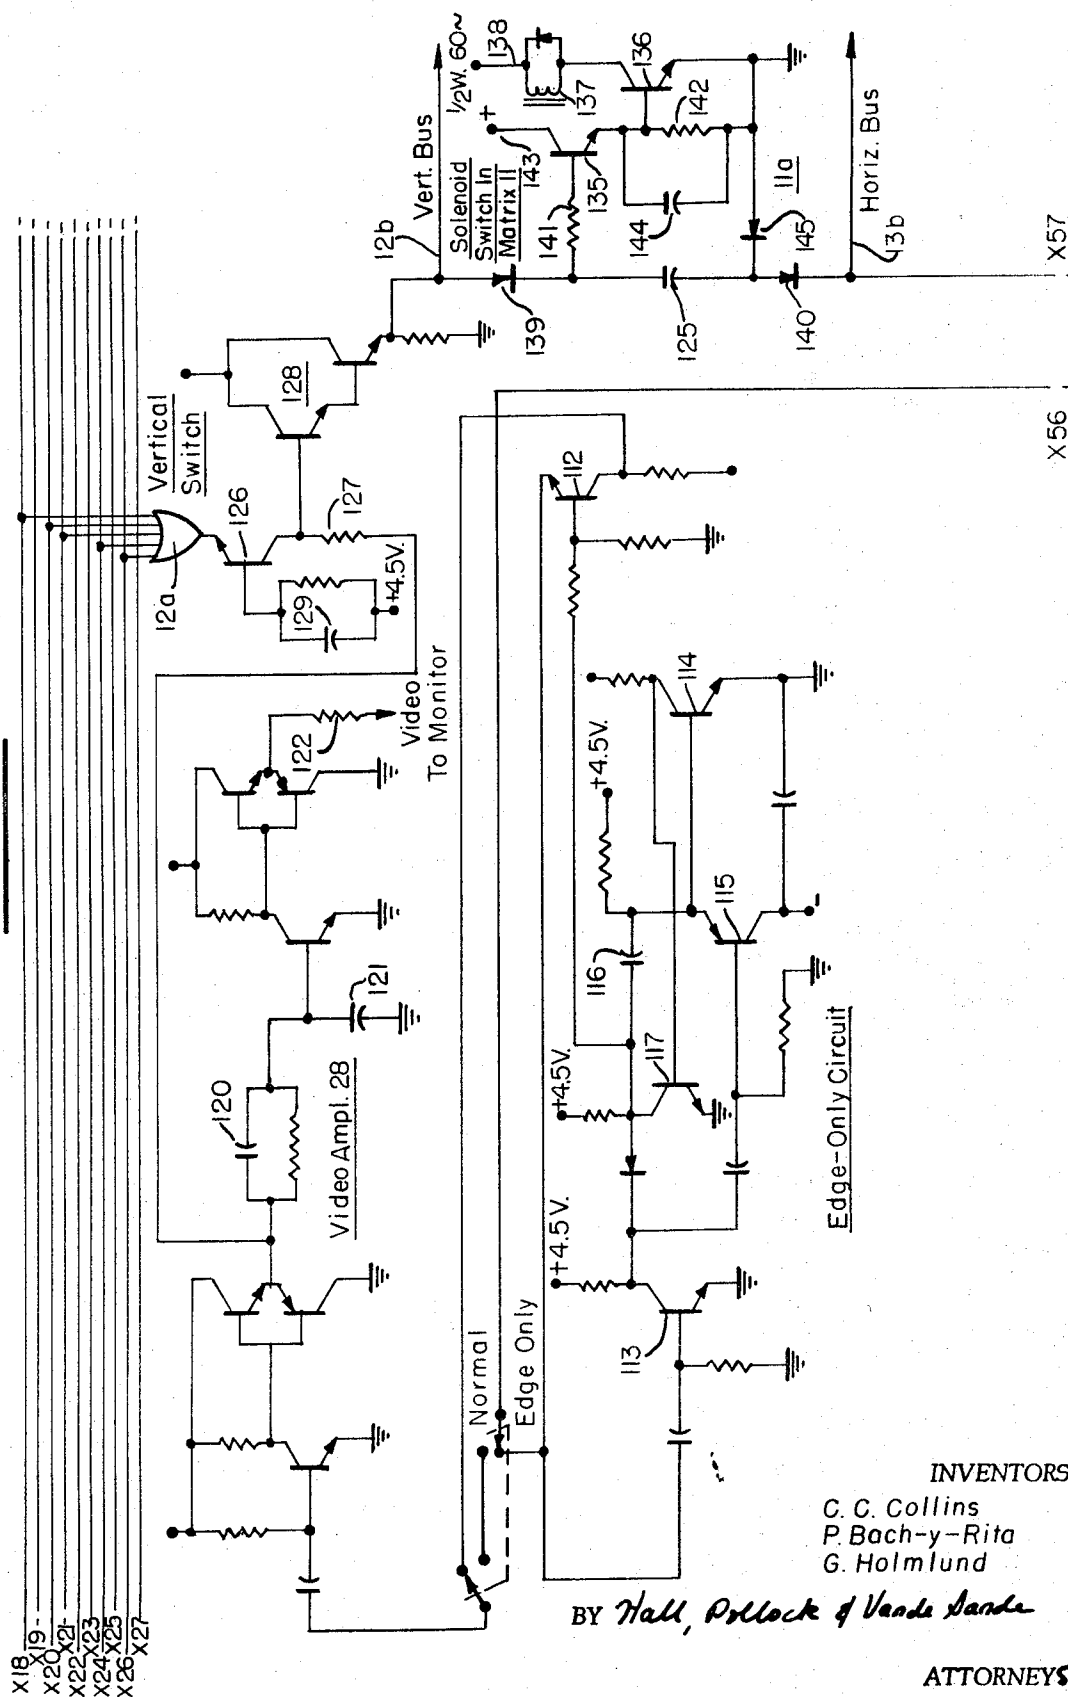 X18
X19
X20
X21
X22
X23
X24
X25
X26
X27
Vertical
Switch
12a
126
127
128
129
+4.5V.
12b
Vert. Bus
1/2W. 60~
138
+
143
Solenoid
Switch In
Matrix II
136
137
135
142
141
144
11a
139
125
145
140
Horiz. Bus
13b
X57
X56
120
121
122
Video
To Monitor
Video Ampl. 28
Normal
Edge Only
112
114
+4.5V.
115
116
-
+4.5V.
117
+4.5V.
113
Edge-Only Circuit
INVENTORS
C. C. Collins
P. Bach-y-Rita
G. Holmlund
BY Hall, Pollock & Vande Sande
ATTORNEYS